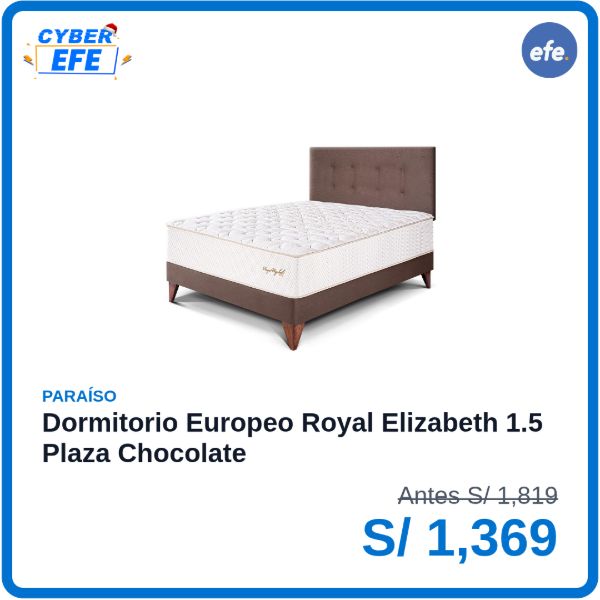 CYBER
EFE
efe.
PARAÍSO
Dormitorio Europeo Royal Elizabeth 1.5
Plaza Chocolate
Antes S/ 1,819
S/ 1,369